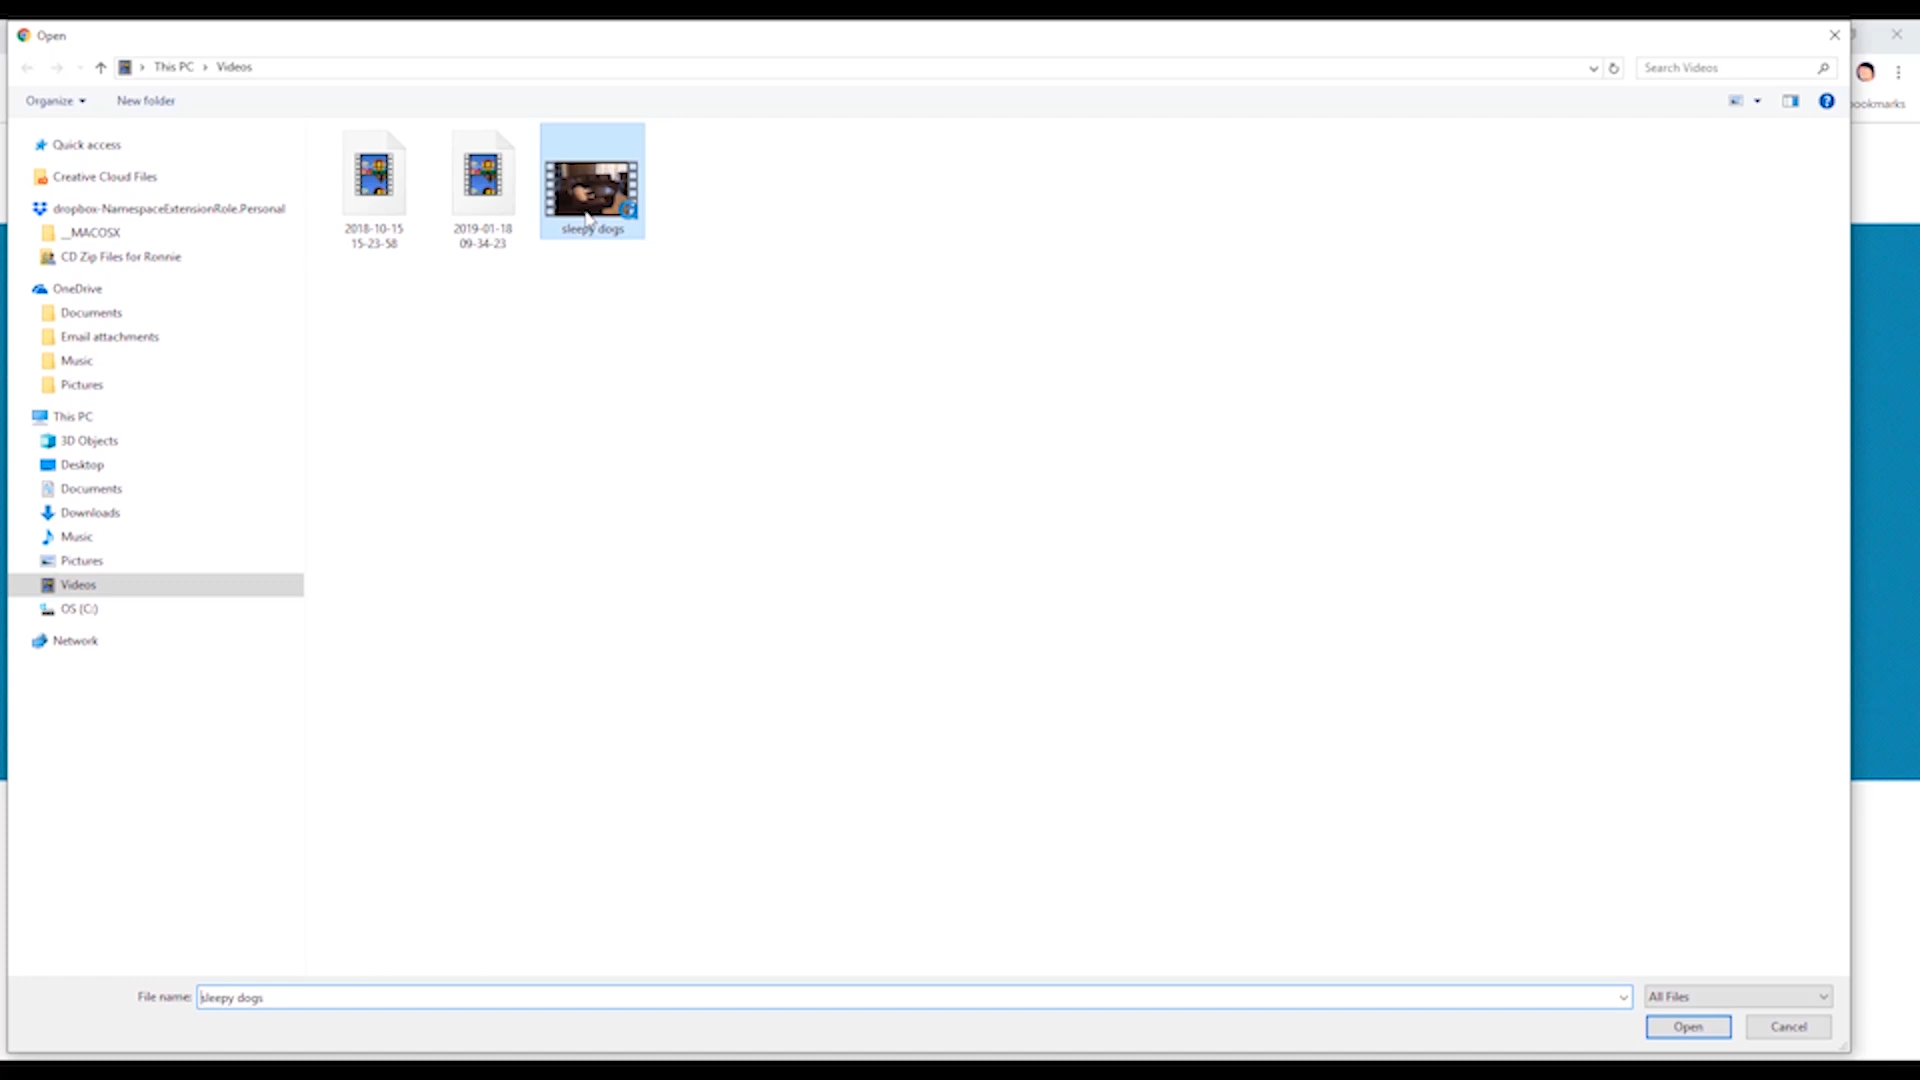 Open
This PC > Videos
Search Videos
Organize
New folder
ookmarks
Quick access
Creative Cloud Files
dropbox-NamespaceExtensionRole.Personal
__MACOSX
CD Zip Files for Ronnie
OneDrive
Documents
Email attachments
Music
Pictures
This PC
3D Objects
Desktop
Documents
Downloads
Music
Pictures
Videos
OS (C:)
Network
2018-10-15
15-23-58
2019-01-18
09-34-23
sleepy dogs
File name: sleepy dogs
All Files
Open
Cancel